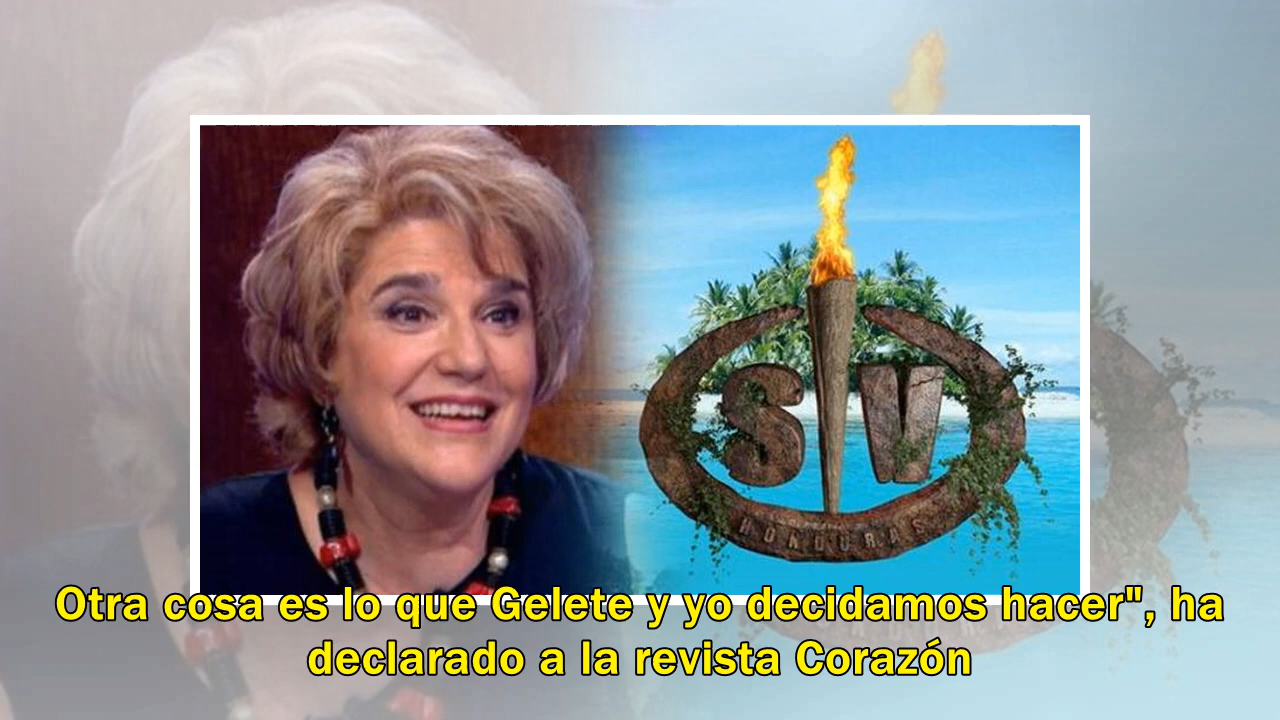 SV
HONDURAS
Otra cosa es lo que Gelete y yo decidamos hacer", ha
declarado a la revista Corazón